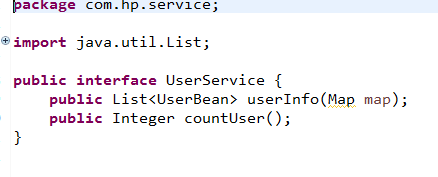 package com.hp.service;
import java.util.List;
public interface UserService {
public List<UserBean> userInfo(Map map);
public Integer countUser();
}